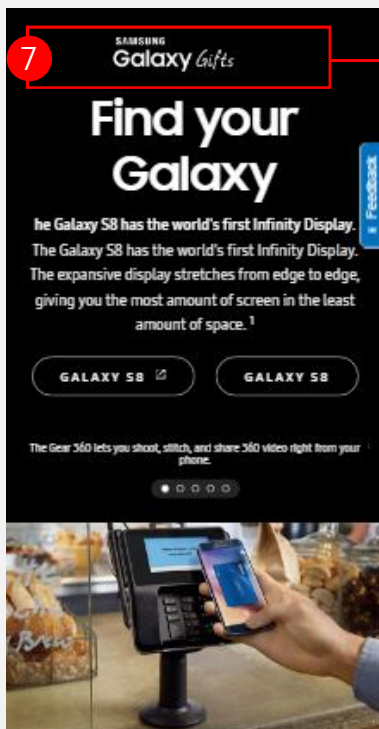 7
SAMSUNG
Galaxy Gifts
Find your
Galaxy
Feedback
he Galaxy S8 has the world's first Infinity Display.
The Galaxy S8 has the world's first Infinity Display.
The expansive display stretches from edge to edge,
giving you the most amount of screen in the least
amount of space. 1
GALAXY S8
GALAXY S8
The Gear 360 lets you shoot, stitch, and share 360 video right from your
phone.
Brew